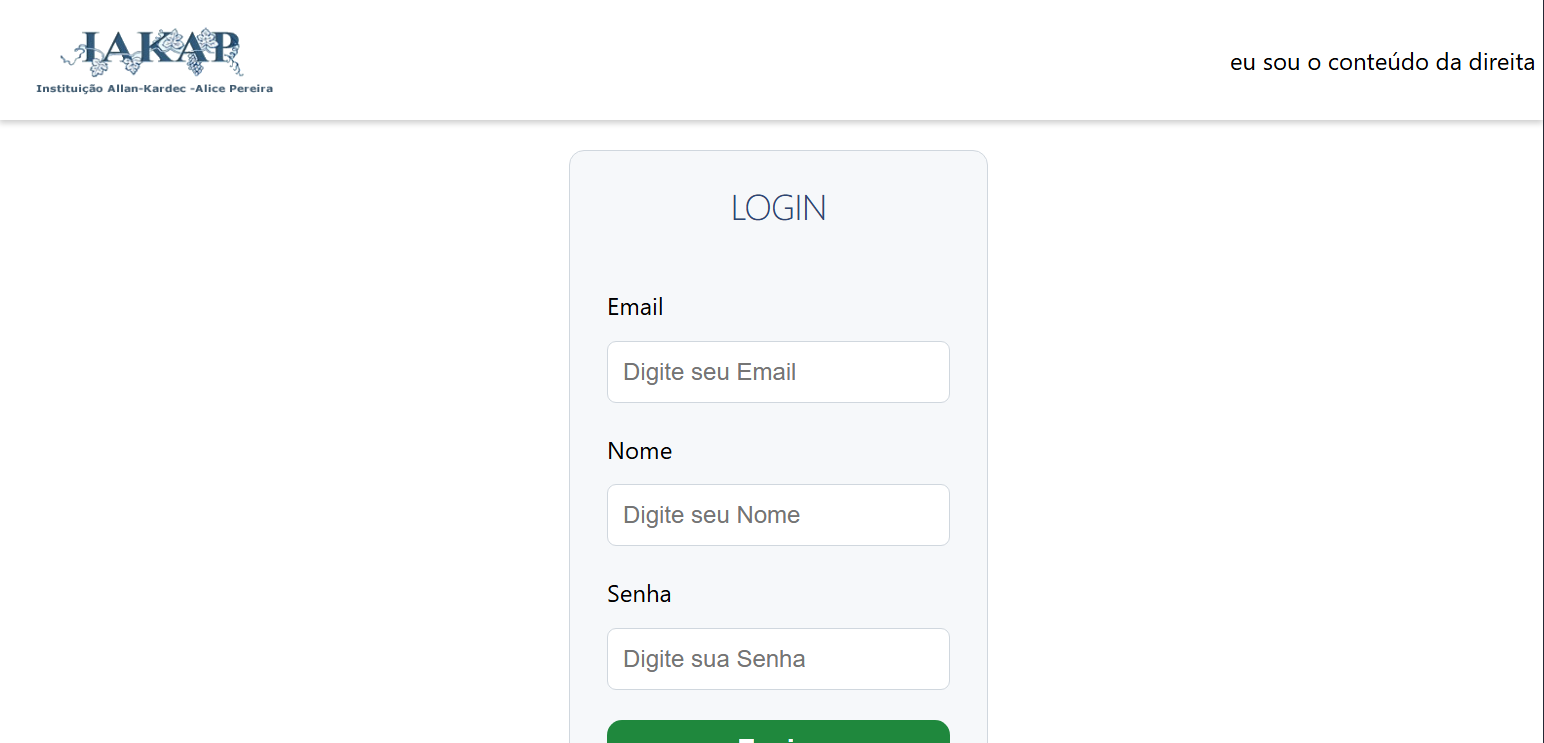 IAKAP
Instituição Allan-Kardec -Alice Pereira
eu sou o conteúdo da direita
LOGIN
Email
Digite seu Email
Nome
Digite seu Nome
Senha
Digite sua Senha